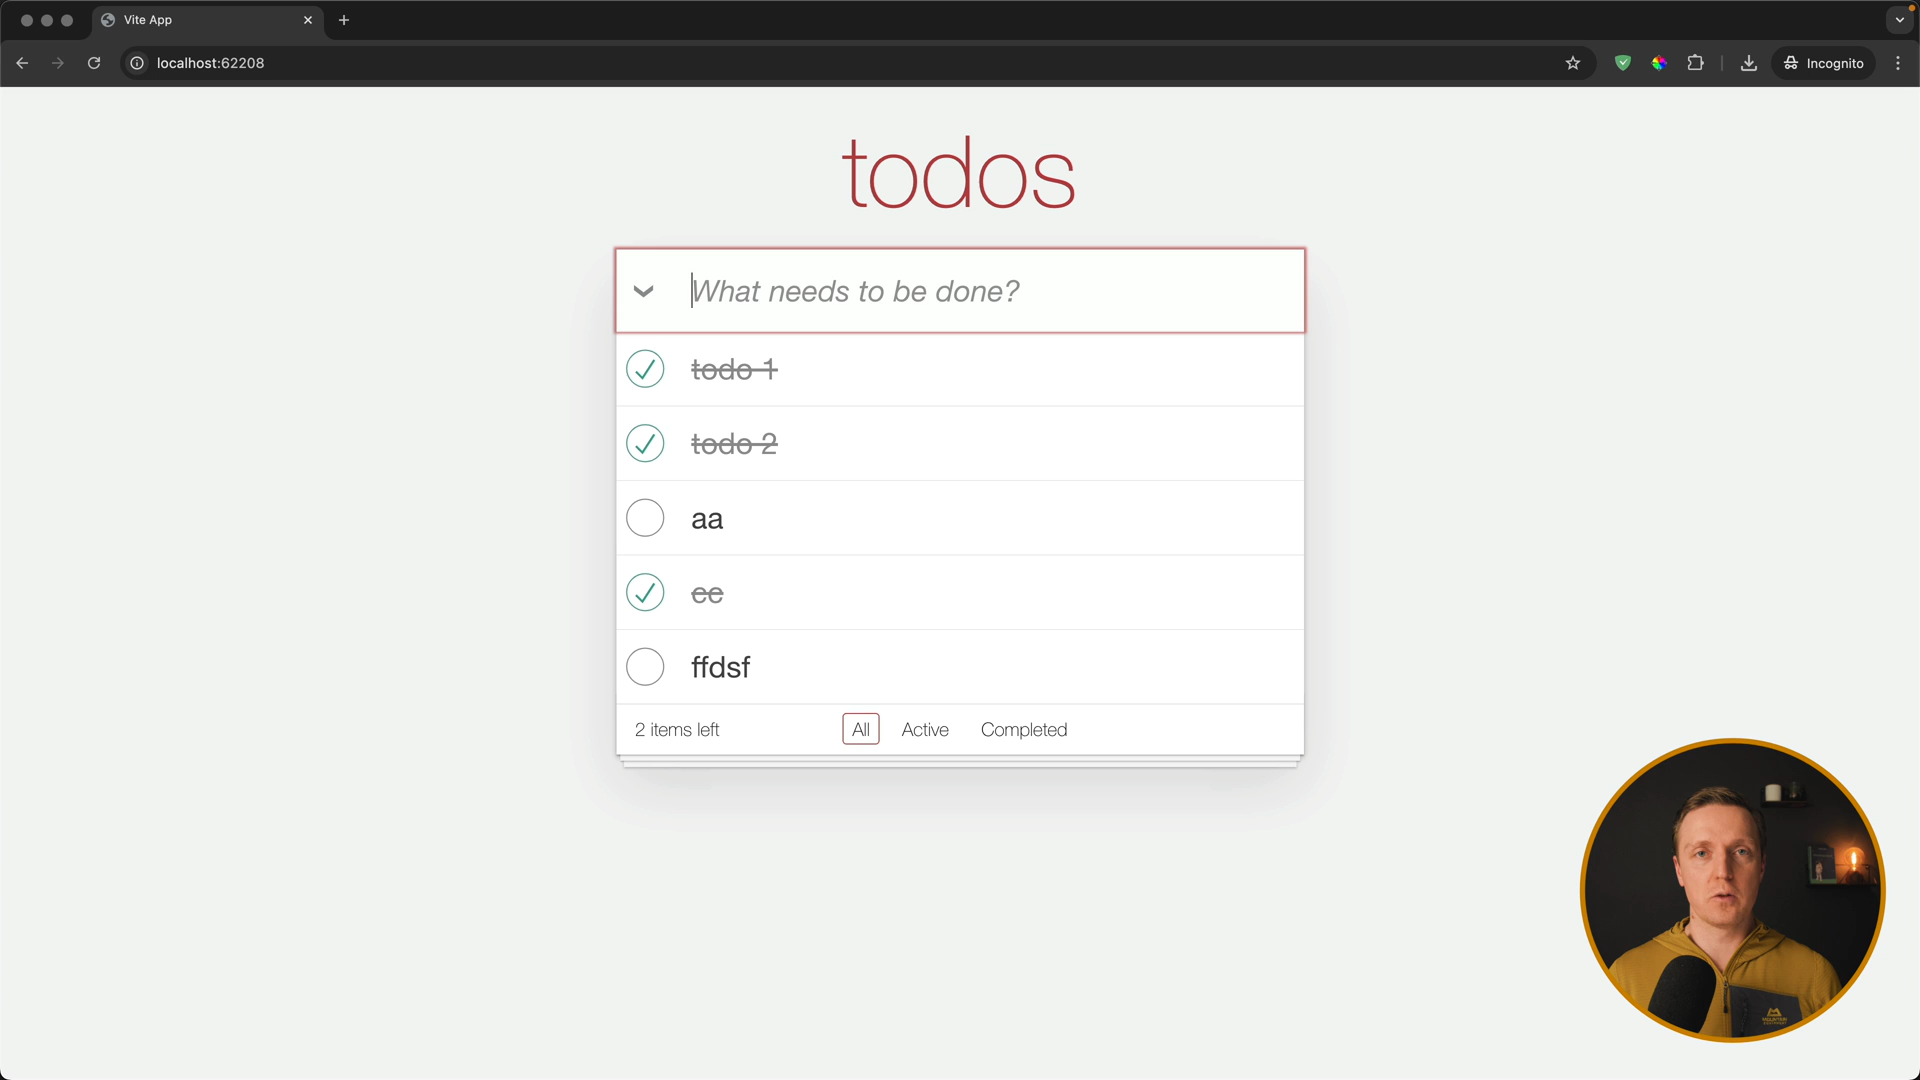 Vite App
localhost:62208
Incognito
todos
What needs to be done?
todo 1
todo 2
aa
cc
ffdsf
2 items left
All
Active
Completed